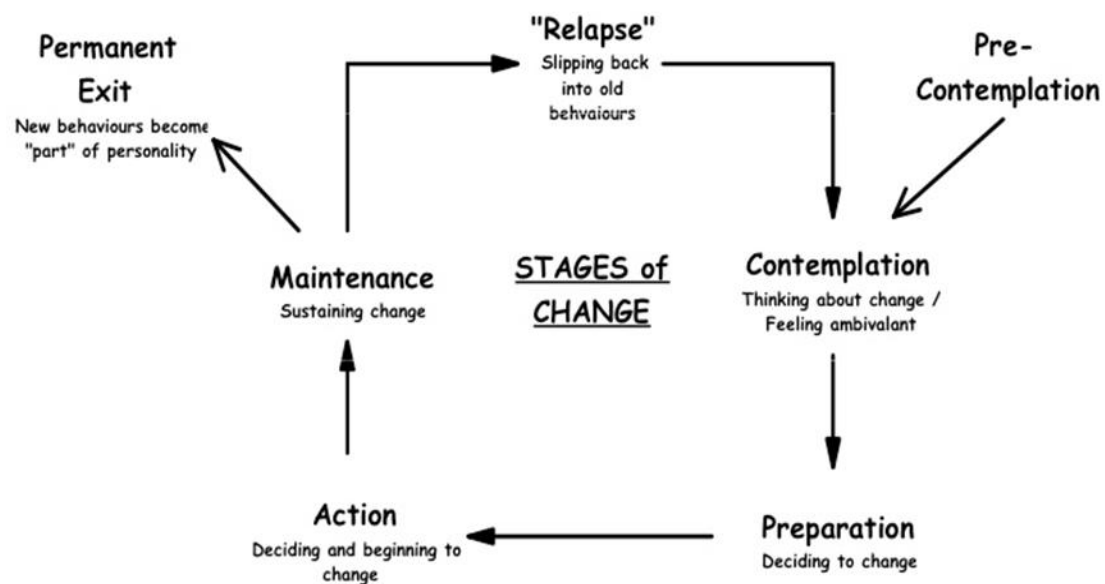 Permanent
Exit
New behaviours become
"part" of personality
"Relapse"
Slipping back
into old
behvaiours
Pre-
Contemplation
Maintenance
Sustaining change
STAGES of
CHANGE
Contemplation
Thinking about change /
Feeling ambivalant
Action
Deciding and beginning to
change
Preparation
Deciding to change